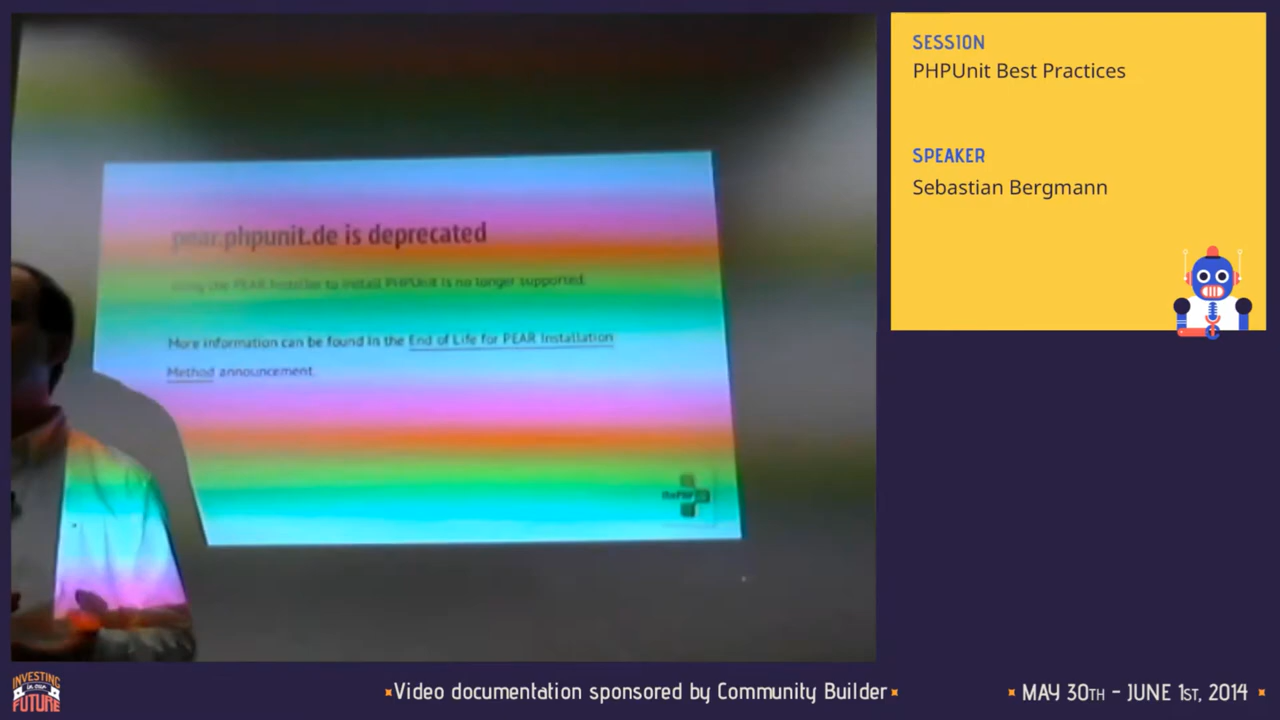 SESSION
PHPUnit Best Practices
SPEAKER
Sebastian Bergmann
pear.phpunit.de is deprecated
Using the PEAR Installer to install PHPUnit is no longer supported.
More information can be found in the End of Life for PEAR Installation
Method announcement.
INVESTING
IN OUR
FUTURE
Video documentation sponsored by Community Builder
MAY 30TH - JUNE 1ST, 2014